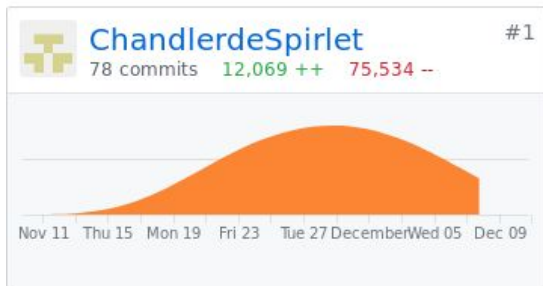 ChandlerdeSpirlet #1
78 commits 12,069 ++ 75,534 --
Nov 11 Thu 15 Mon 19 Fri 23 Tue 27 December Wed 05 Dec 09